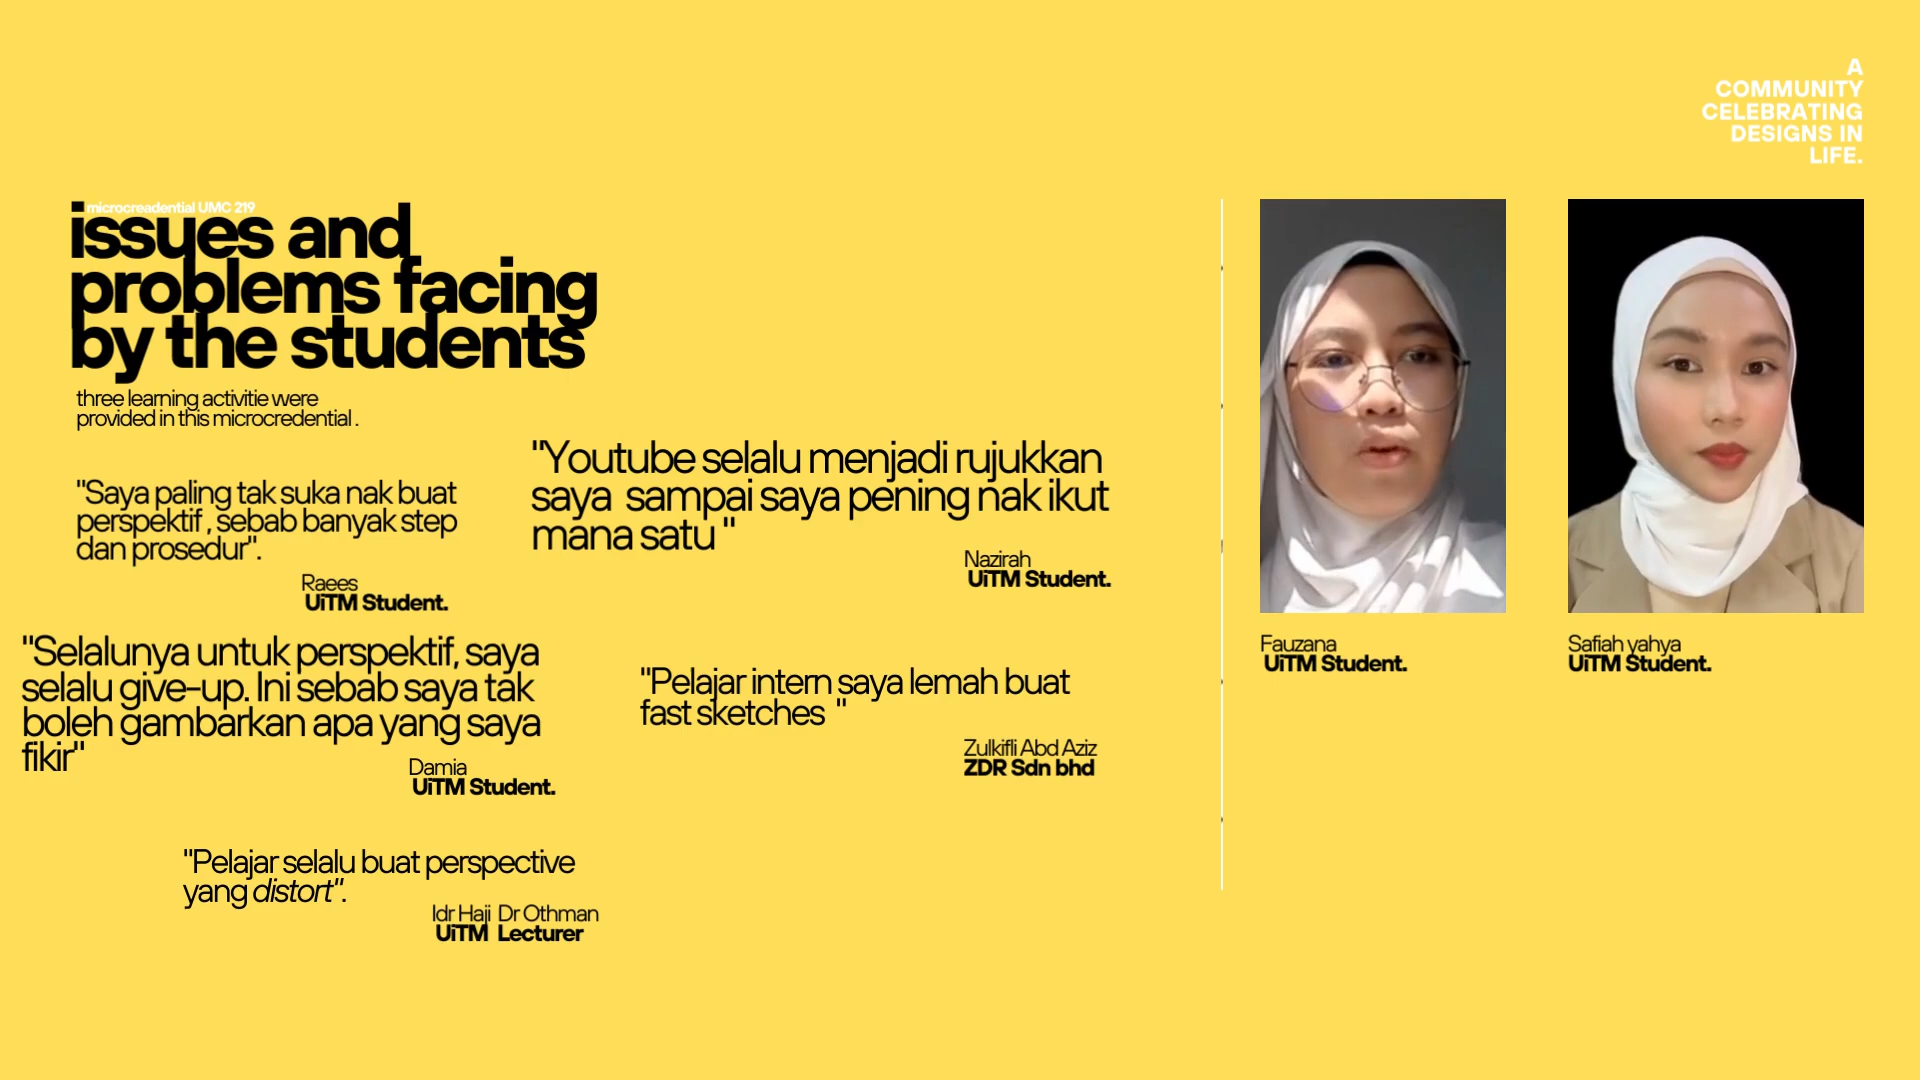 A
COMMUNITY
CELEBRATING
DESIGNS IN
LIFE.
microcreadential UMC 219
issues and
problems facing
by the students
three learning activitie were
provided in this microcredential .
"Saya paling tak suka nak buat
perspektif , sebab banyak step
dan prosedur".
Raees
UiTM Student.
"Selalunya untuk perspektif, saya
selalu give-up. Ini sebab saya tak
boleh gambarkan apa yang saya
fikir"
Damia
UiTM Student.
"Pelajar selalu buat perspective
yang distort".
Idr Haji Dr Othman
UiTM Lecturer
"Youtube selalu menjadi rujukkan
saya sampai saya pening nak ikut
mana satu "
Nazirah
UiTM Student.
"Pelajar intern saya lemah buat
fast sketches "
Zulkifli Abd Aziz
ZDR Sdn bhd
Fauzana
UiTM Student.
Safiah yahya
UiTM Student.